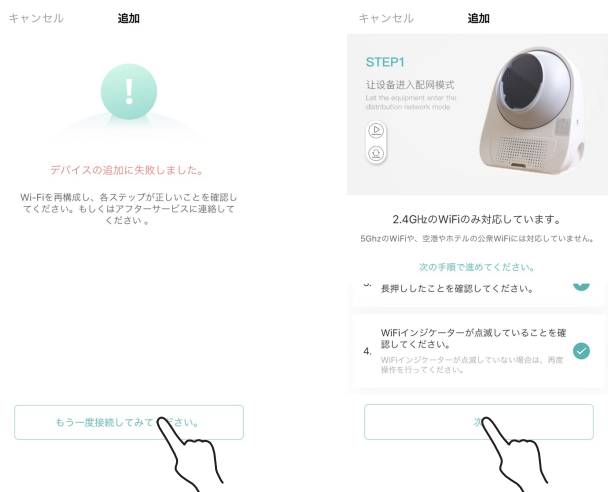 キャンセル
追加
デバイスの追加に失敗しました。
Wi-Fiを再構成し、各ステップが正しいことを確認し
てください。もしくはアフターサービスに連絡して
ください 。
もう一度接続してみてください。
キャンセル
追加
STEP1
让设备进入配网模式
Let the equipment enter the
distribution network mode
2.4GHzのWiFiのみ対応しています。
5GhzのWiFiや、空港やホテルの公衆WiFiには対応していません。
次の手順で進めてください。
長押ししたことを確認してください。
4.
WiFiインジケーターが点滅していることを確
認してください。
WiFiインジケーターが点滅していない場合は、再度
操作を行ってください。
次